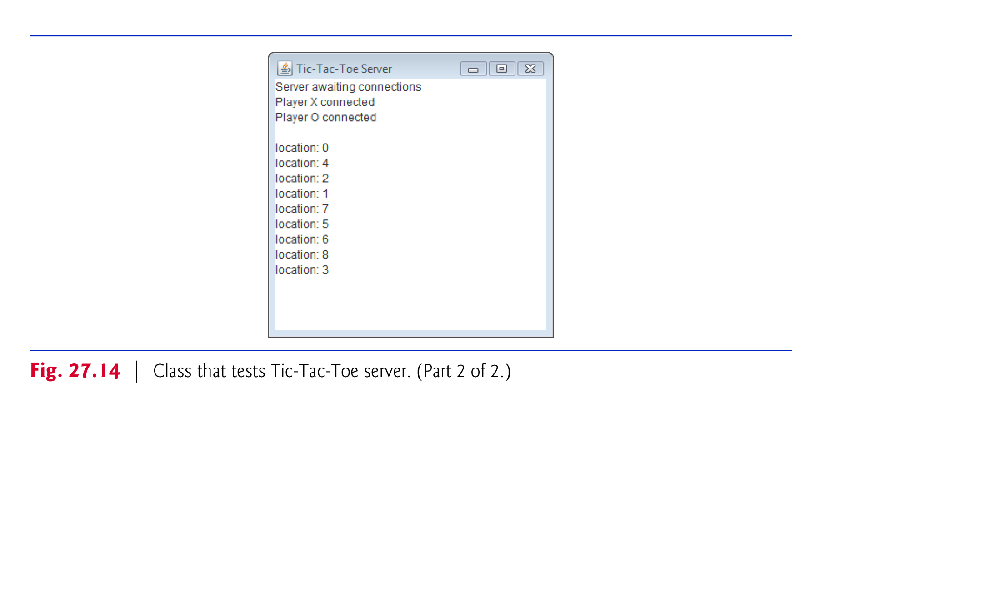 Tic-Tac-Toe Server
Server awaiting connections
Player X connected
Player O connected
location: 0
location: 4
location: 2
location: 1
location: 7
location: 5
location: 6
location: 8
location: 3
Fig. 27.14 | Class that tests Tic-Tac-Toe server. (Part 2 of 2.)